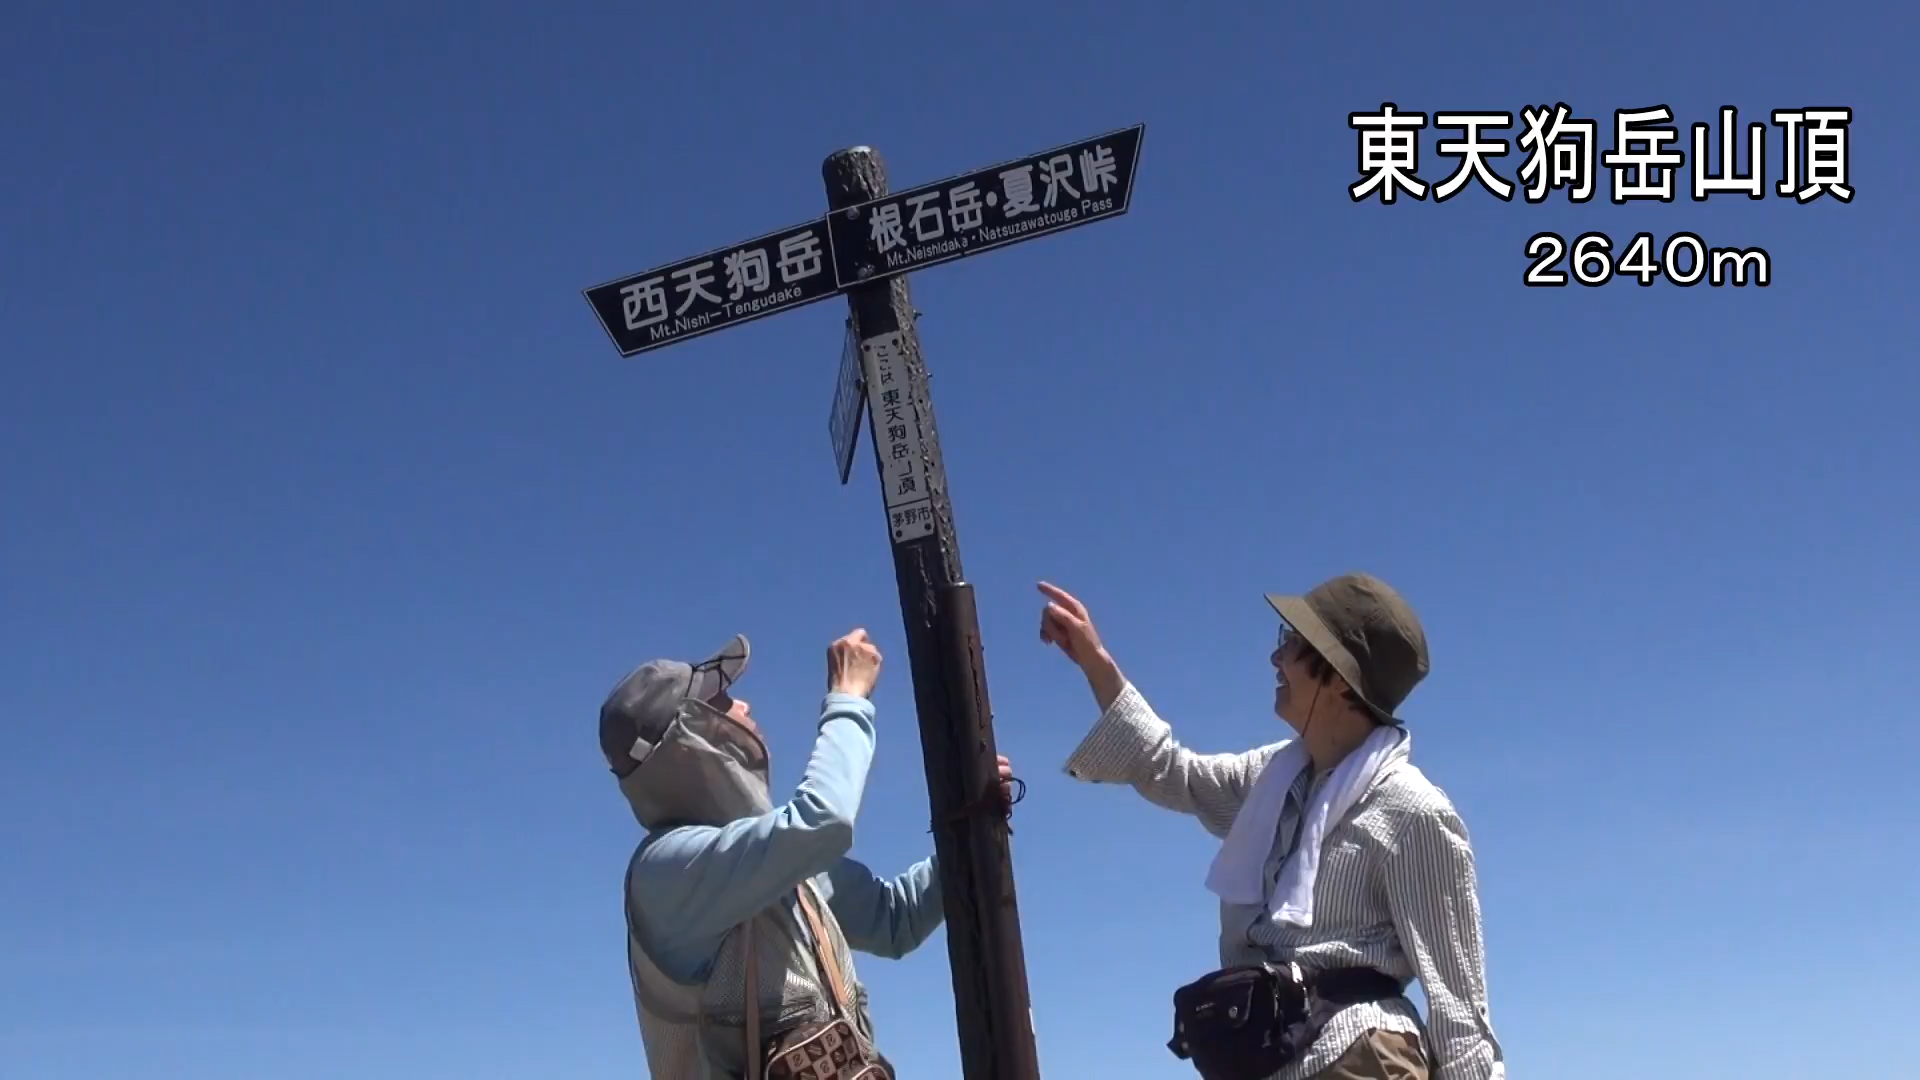 東天狗岳山頂
2640m
西天狗岳
Mt.Nishi-Tengudake
根石岳・夏沢峠
Mt.Neishidake・Natsuzawatouge Pass
ここは 東天狗岳山頂
茅野市